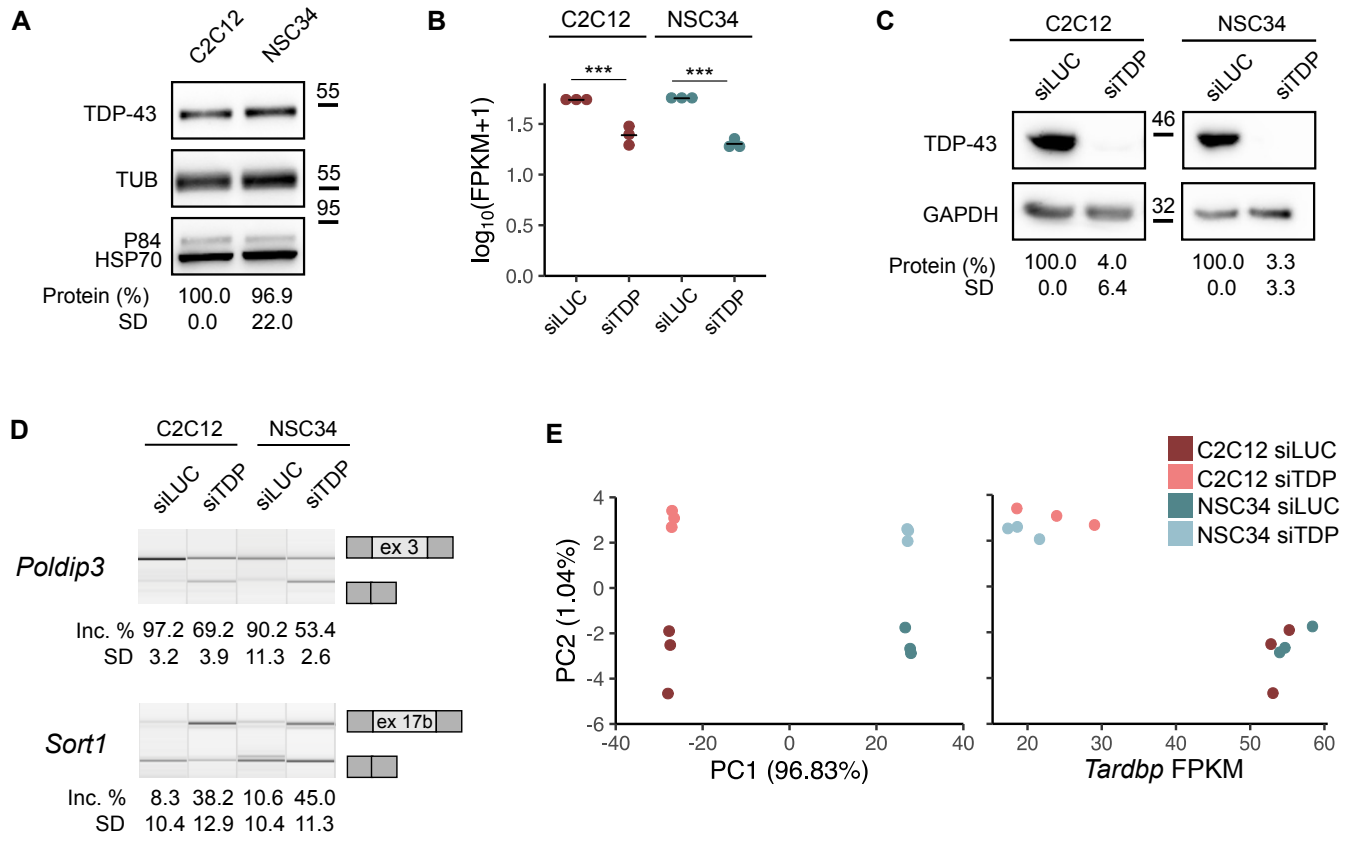 A
C2C12 NSC34
TDP-43 55
TUB 55
95
P84
HSP70
Protein (%) 100.0 96.9
SD 0.0 22.0
B
C2C12 NSC34
*** ***
log10(FPKM+1)
1.5
1.0
0.5
0.0
siLUC siTDP siLUC siTDP
C
C2C12 NSC34
siLUC siTDP siLUC siTDP
TDP-43 46
GAPDH 32
Protein (%) 100.0 4.0 100.0 3.3
SD 0.0 6.4 0.0 3.3
D
C2C12 NSC34
siLUC siTDP siLUC siTDP
Poldip3 ex 3
Inc. % 97.2 69.2 90.2 53.4
SD 3.2 3.9 11.3 2.6
Sort1 ex 17b
Inc. % 8.3 38.2 10.6 45.0
SD 10.4 12.9 10.4 11.3
E
C2C12 siLUC
C2C12 siTDP
NSC34 siLUC
NSC34 siTDP
PC2 (1.04%)
4
2
0
-2
-4
-6
-40 -20 0 20 40
PC1 (96.83%)
20 30 40 50 60
Tardbp FPKM